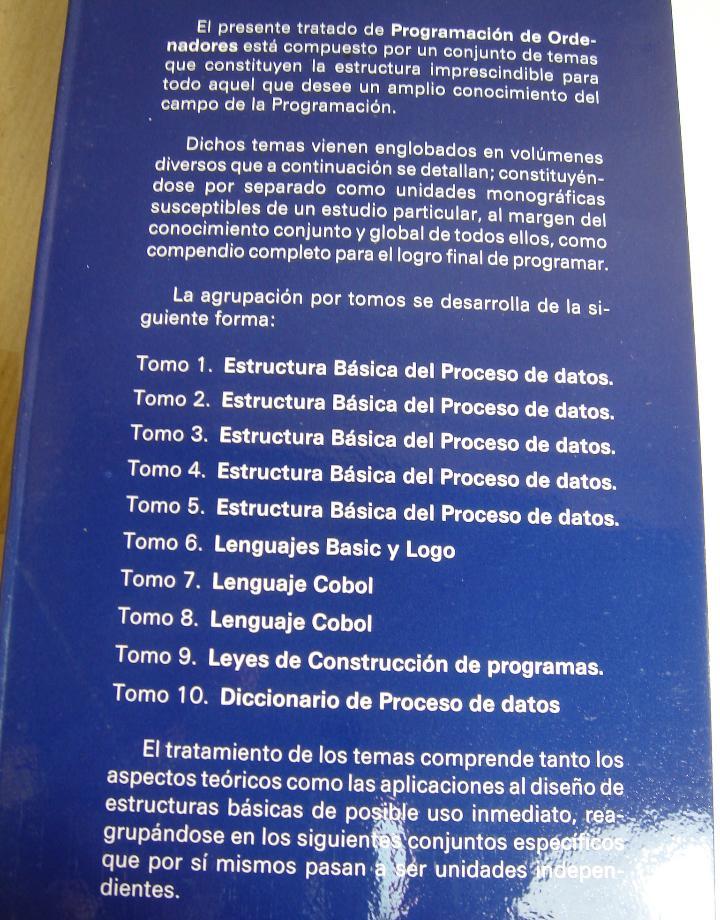 El presente tratado de Programación de Orde-
nadores está compuesto por un conjunto de temas
que constituyen la estructura imprescindible para
todo aquel que desee un amplio conocimiento del
campo de la Programación.
Dichos temas vienen englobados en volúmenes
diversos que a continuación se detallan; constituyén-
dose por separado como unidades monográficas
susceptibles de un estudio particular, al margen del
conocimiento conjunto y global de todos ellos, como
compendio completo para el logro final de programar.
La agrupación por tomos se desarrolla de la si-
guiente forma:
Tomo 1. Estructura Básica del Proceso de datos.
Tomo 2. Estructura Básica del Proceso de datos.
Tomo 3. Estructura Básica del Proceso de datos.
Tomo 4. Estructura Básica del Proceso de datos.
Tomo 5. Estructura Básica del Proceso de datos.
Tomo 6. Lenguajes Basic y Logo
Tomo 7. Lenguaje Cobol
Tomo 8. Lenguaje Cobol
Tomo 9. Leyes de Construcción de programas.
Tomo 10. Diccionario de Proceso de datos
El tratamiento de los temas comprende tanto los
aspectos teóricos como las aplicaciones al diseño de
estructuras básicas de posible uso inmediato, rea-
grupándose en los siguientes conjuntos específicos
que por sí mismos pasan a ser unidades indepen-
dientes.